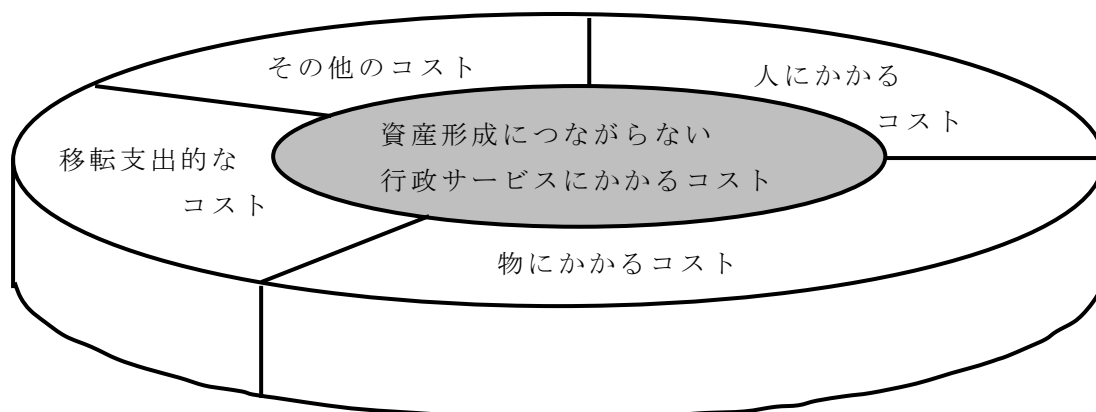 その他のコスト
人にかかる
コスト
資産形成につながらない
行政サービスにかかるコスト
移転支出的な
コスト
物にかかるコスト